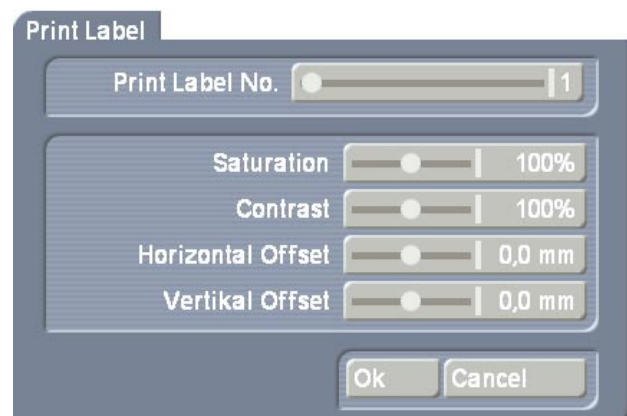 Print Label
Print Label No. 1
Saturation 100%
Contrast 100%
Horizontal Offset 0,0 mm
Vertikal Offset 0,0 mm
Ok Cancel